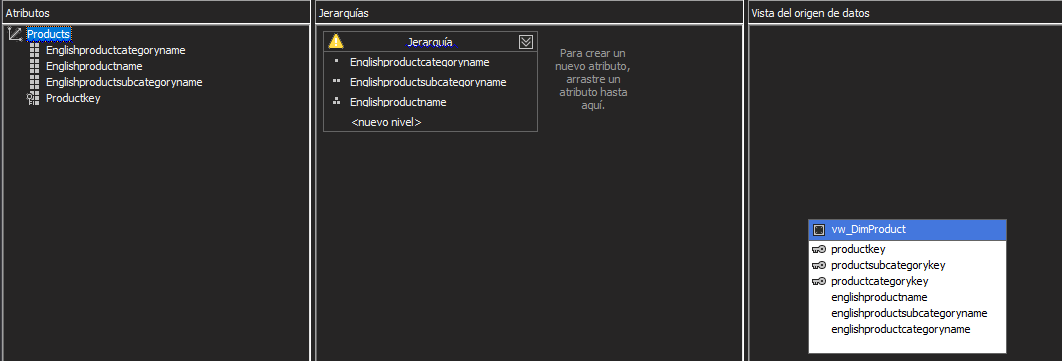 Atributos
Products
Englishproductcategoryname
Englishproductname
Englishproductsubcategoryname
Productkey
Jerarquías
Jerarquía
Englishproductcategoryname
Englishproductsubcategoryname
Englishproductname
<nuevo nivel>
Para crear un
nuevo atributo,
arrastre un
atributo hasta
aquí.
Vista del origen de datos
vw_DimProduct
productkey
productsubcategorykey
productcategorykey
englishproductname
englishproductsubcategoryname
englishproductcategoryname